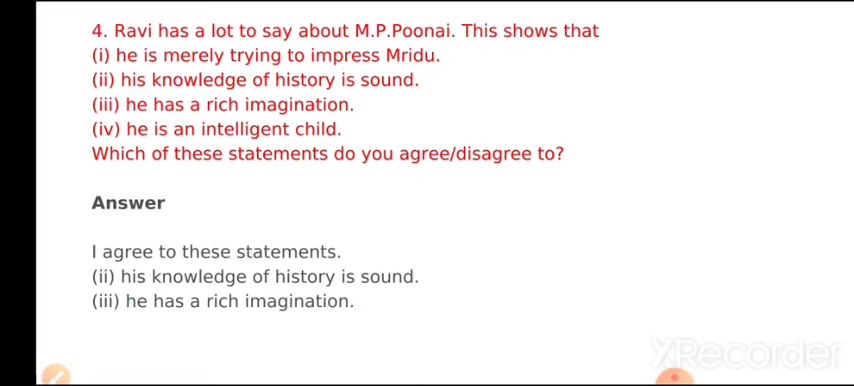 4. Ravi has a lot to say about M.P.Poonai. This shows that
(i) he is merely trying to impress Mridu.
(ii) his knowledge of history is sound.
(iii) he has a rich imagination.
(iv) he is an intelligent child.
Which of these statements do you agree/disagree to?
Answer
I agree to these statements.
(ii) his knowledge of history is sound.
(iii) he has a rich imagination.
XRecorder